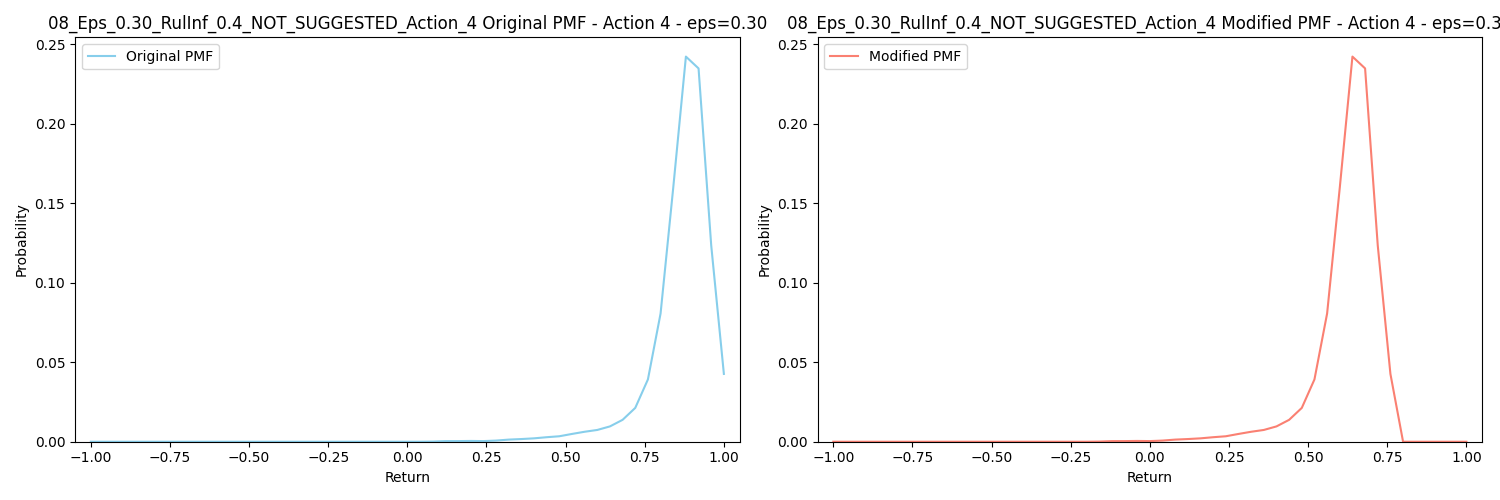 08_Eps_0.30_RulInf_0.4_NOT_SUGGESTED_Action_4 Original PMF - Action 4 - eps=0.30
Original PMF
0.25
0.20
0.15
0.10
0.05
0.00
Probability
−1.00 −0.75 −0.50 −0.25 0.00 0.25 0.50 0.75 1.00
Return
08_Eps_0.30_RulInf_0.4_NOT_SUGGESTED_Action_4 Modified PMF - Action 4 - eps=0.3
Modified PMF
0.25
0.20
0.15
0.10
0.05
0.00
Probability
−1.00 −0.75 −0.50 −0.25 0.00 0.25 0.50 0.75 1.00
Return